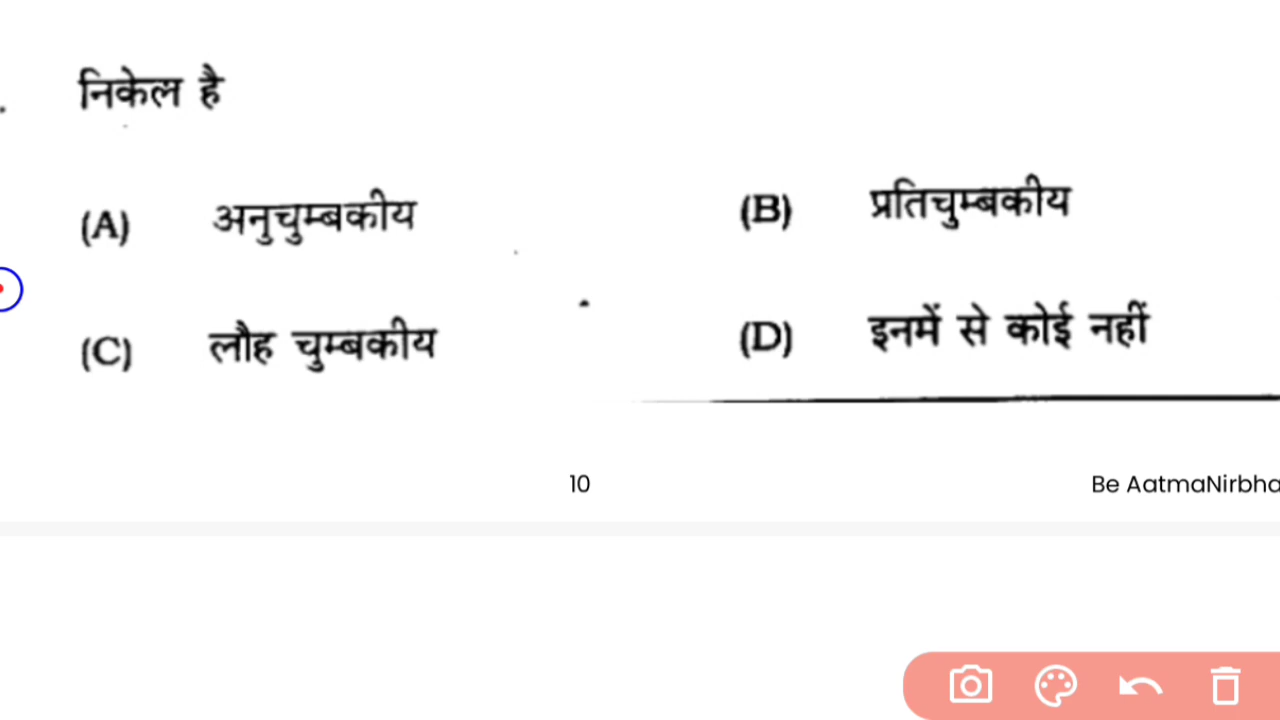 निकेल है
(A) अनुचुम्बकीय (B) प्रतिचुम्बकीय
(C) लौह चुम्बकीय (D) इनमें से कोई नहीं
10 Be AatmaNirbha